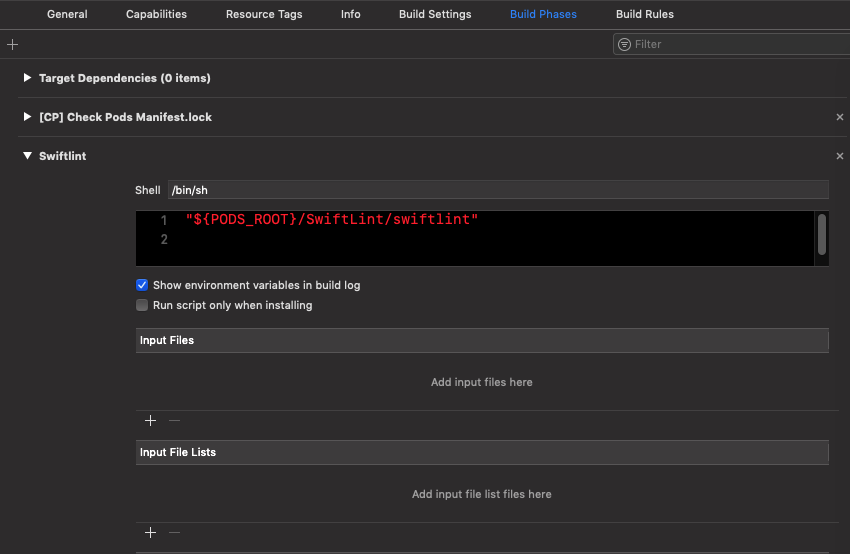 General Capabilities Resource Tags Info Build Settings Build Phases Build Rules
Filter
Target Dependencies (0 items)
[CP] Check Pods Manifest.lock
Swiftlint
Shell /bin/sh
1 "${PODS_ROOT}/SwiftLint/swiftlint"
2
Show environment variables in build log
Run script only when installing
Input Files
Add input files here
Input File Lists
Add input file list files here